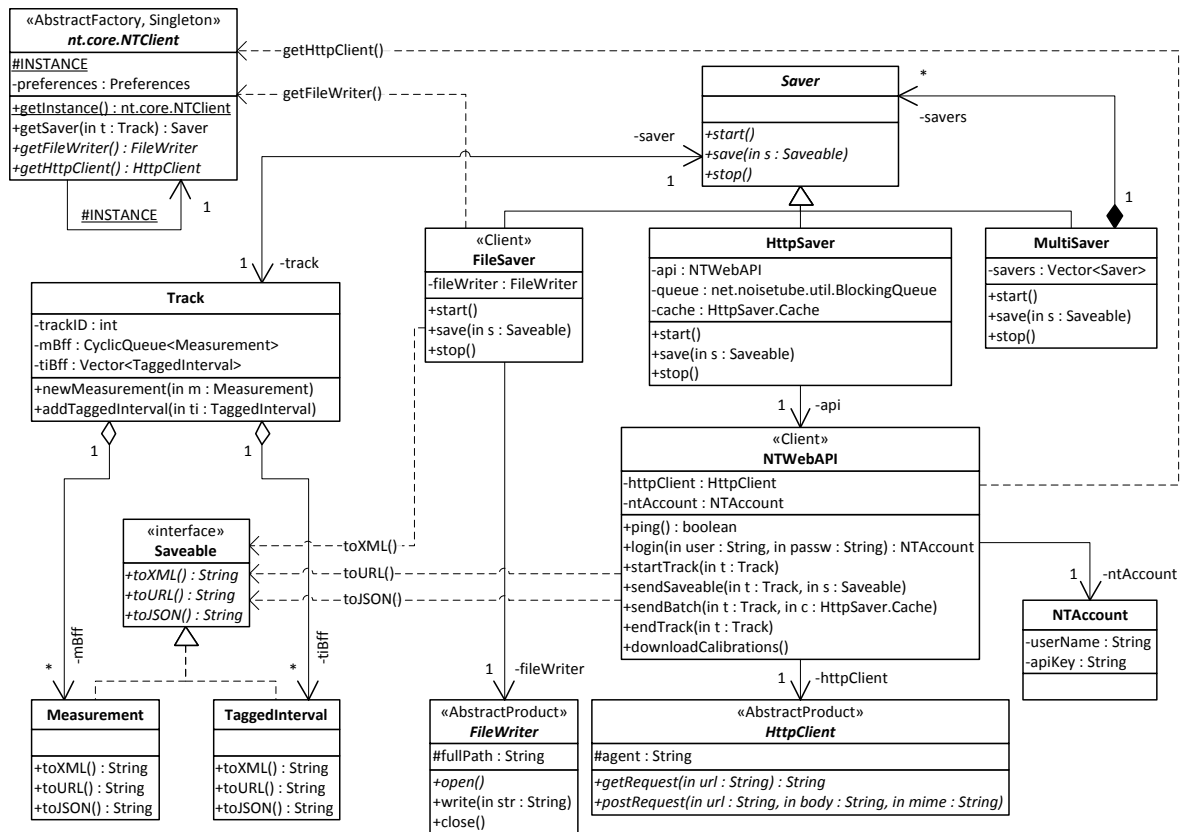 «AbstractFactory, Singleton»
nt.core.NTClient
#INSTANCE
-preferences : Preferences
+getInstance() : nt.core.NTClient
+getSaver(in t : Track) : Saver
+getFileWriter() : FileWriter
+getHttpClient() : HttpClient
#INSTANCE
1
getHttpClient()
getFileWriter()
Saver
+start()
+save(in s : Saveable)
+stop()
*
-savers
1
-saver
1
1
-track
Track
-trackID : int
-mBff : CyclicQueue<Measurement>
-tiBff : Vector<TaggedInterval>
+newMeasurement(in m : Measurement)
+addTaggedInterval(in ti : TaggedInterval)
1
1
«Client»
FileSaver
-fileWriter : FileWriter
+start()
+save(in s : Saveable)
+stop()
HttpSaver
-api : NTWebAPI
-queue : net.noisetube.util.BlockingQueue
-cache : HttpSaver.Cache
+start()
+save(in s : Saveable)
+stop()
MultiSaver
-savers : Vector<Saver>
+start()
+save(in s : Saveable)
+stop()
1
-api
«Client»
NTWebAPI
-httpClient : HttpClient
-ntAccount : NTAccount
+ping() : boolean
+login(in user : String, in passw : String) : NTAccount
+startTrack(in t : Track)
+sendSaveable(in t : Track, in s : Saveable)
+sendBatch(in t : Track, in c : HttpSaver.Cache)
+endTrack(in t : Track)
+downloadCalibrations()
«interface»
Saveable
+toXML() : String
+toURL() : String
+toJSON() : String
toXML()
toURL()
toJSON()
1
-ntAccount
NTAccount
-userName : String
-apiKey : String
*
-mBff
*
-tiBff
1
-fileWriter
1
-httpClient
Measurement
+toXML() : String
+toURL() : String
+toJSON() : String
TaggedInterval
+toXML() : String
+toURL() : String
+toJSON() : String
«AbstractProduct»
FileWriter
#fullPath : String
+open()
+write(in str : String)
+close()
«AbstractProduct»
HttpClient
#agent : String
+getRequest(in url : String) : String
+postRequest(in url : String, in body : String, in mime : String)